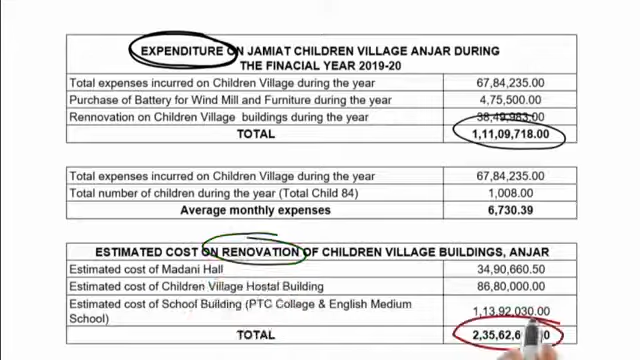 EXPENDITURE ON JAMIAT CHILDREN VILLAGE ANJAR DURING
THE FINACIAL YEAR 2019-20
Total expenses incurred on Children Village during the year 67,84,235.00
Purchase of Battery for Wind Mill and Furniture during the year 4,75,500.00
Rennovation on Children Village buildings during the year 38,49,983.00
TOTAL 1,11,09,718.00
Total expenses incurred on Children Village during the year 67,84,235.00
Total number of children during the year (Total Child 84) 1,008.00
Average monthly expenses 6,730.39
ESTIMATED COST ON RENOVATION OF CHILDREN VILLAGE BUILDINGS, ANJAR
Estimated cost of Madani Hall 34,90,660.50
Estimated cost of Children Village Hostal Building 86,80,000.00
Estimated cost of School Building (PTC College & English Medium 1,13,92,030.00
School)
TOTAL